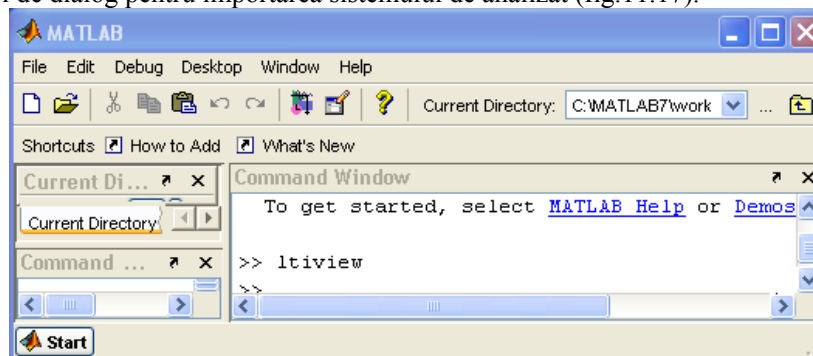 de dialog pentru importarea sistemului de analizat (fig.11.17).
MATLAB
File Edit Debug Desktop Window Help
Current Directory: C:\MATLAB7\work ...
Shortcuts How to Add What's New
Current Di...
Command Window
To get started, select MATLAB Help or Demos
Current Directory
Command ...
>> ltiview
>>
Start